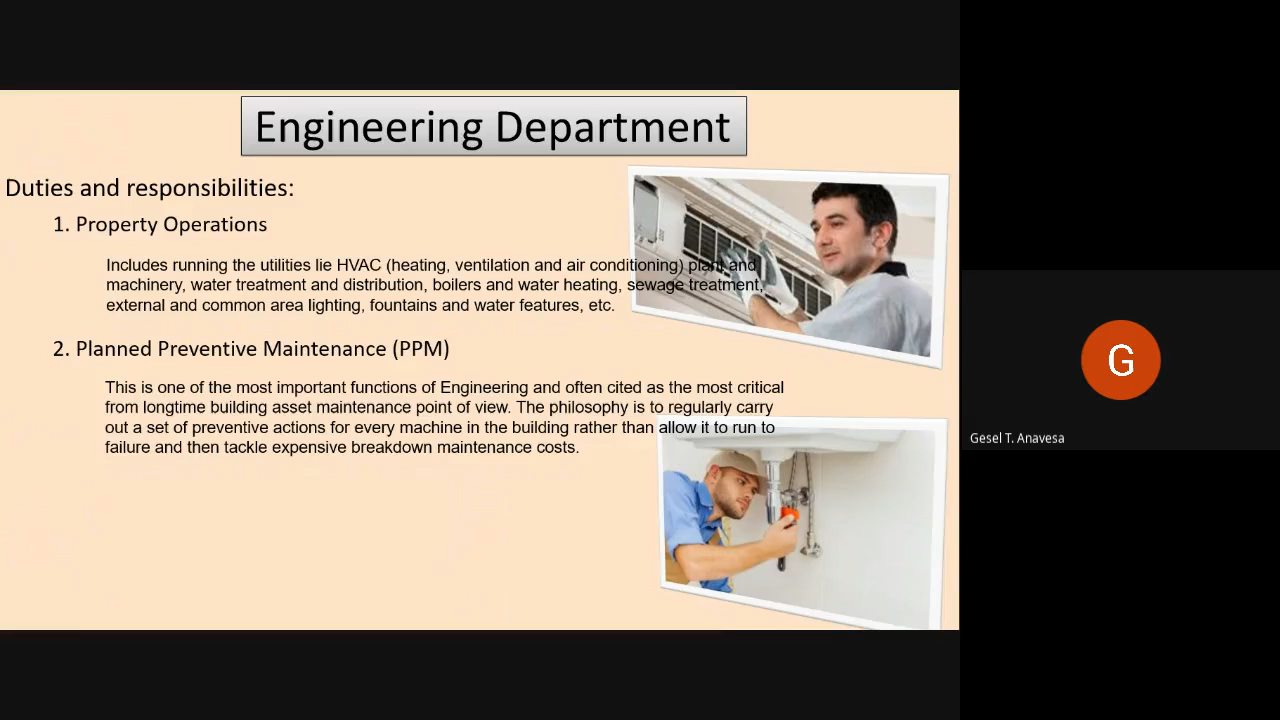 Engineering Department
Duties and responsibilities:
1. Property Operations
Includes running the utilities lie HVAC (heating, ventilation and air conditioning) plant and
machinery, water treatment and distribution, boilers and water heating, sewage treatment,
external and common area lighting, fountains and water features, etc.
2. Planned Preventive Maintenance (PPM)
This is one of the most important functions of Engineering and often cited as the most critical
from longtime building asset maintenance point of view. The philosophy is to regularly carry
out a set of preventive actions for every machine in the building rather than allow it to run to
failure and then tackle expensive breakdown maintenance costs.
G
Gesel T. Anavesa